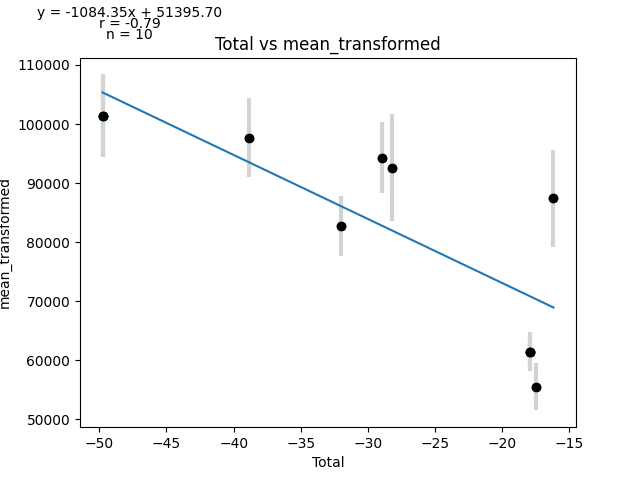 y = -1084.35x + 51395.70
r = -0.79
n = 10
Total vs mean_transformed
110000
100000
90000
80000
70000
60000
50000
mean_transformed
−50
−45
−40
−35
−30
−25
−20
−15
Total